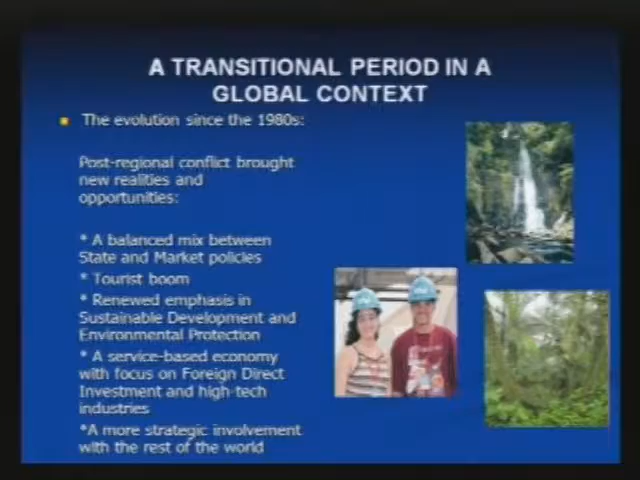 A TRANSITIONAL PERIOD IN A
GLOBAL CONTEXT
The evolution since the 1980s:
Post-regional conflict brought
new realities and
opportunities:
* A balanced mix between
State and Market policies
* Tourist boom
* Renewed emphasis in
Sustainable Development and
Environmental Protection
* A service-based economy
with focus on Foreign Direct
Investment and high-tech
industries
*A more strategic involvement
with the rest of the world